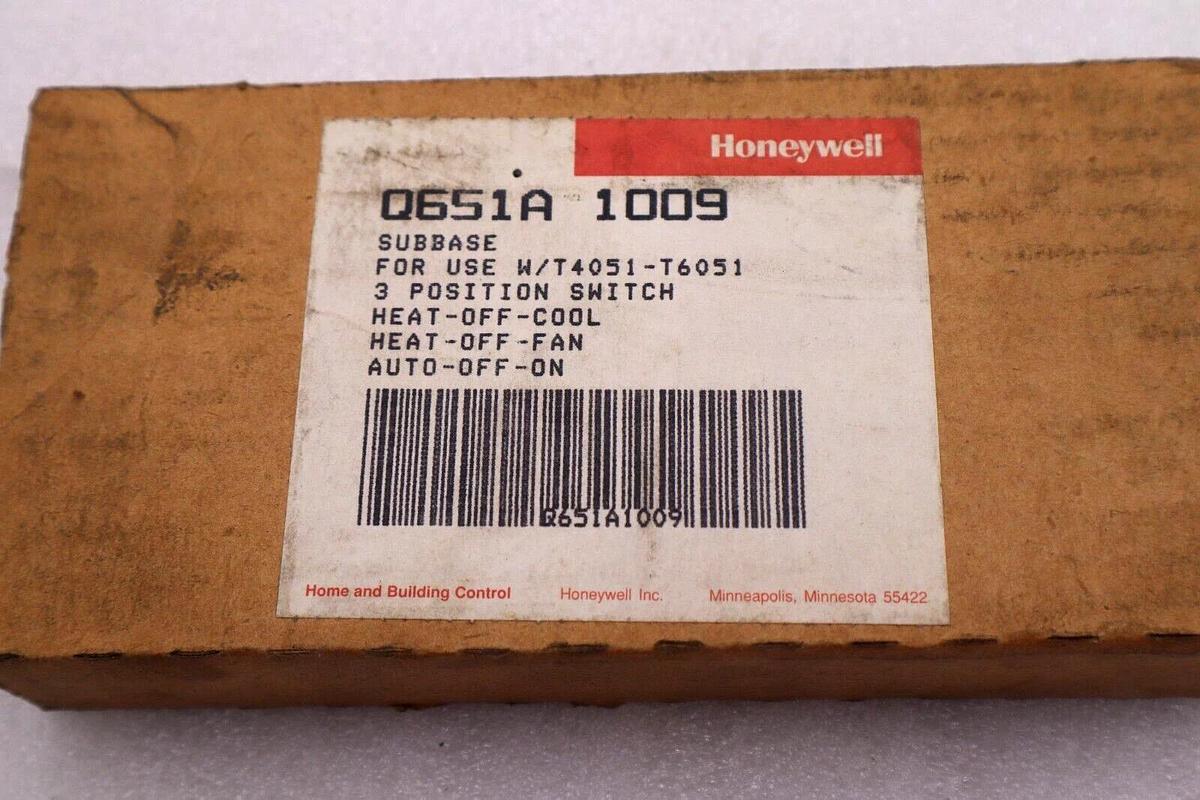 Honeywell
Q651A 1009
SUBBASE
FOR USE W/T4051-T6051
3 POSITION SWITCH
HEAT-OFF-COOL
HEAT-OFF-FAN
AUTO-OFF-ON
Q651A1009
Home and Building Control Honeywell Inc. Minneapolis, Minnesota 55422